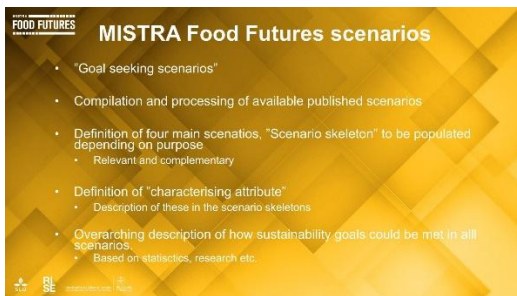 MISTRA
FOOD FUTURES
MISTRA Food Futures scenarios
• "Goal seeking scenarios"
• Compilation and processing of available published scenarios
• Definition of four main scenatios, "Scenario skeleton" to be populated
depending on purpose
• Relevant and complementary
• Definition of "characterising attribute"
• Description of these in the scenario skeletons
• Overarching description of how sustainability goals could be met in alll
scenarios.
• Based on statisctics, research etc.
SLU
RI
SE